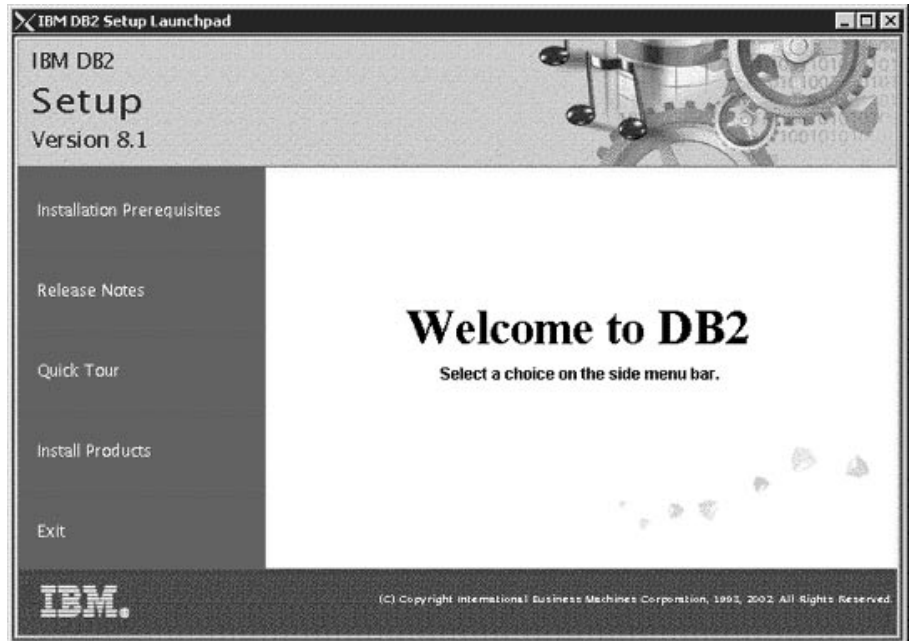 IBM DB2 Setup Launchpad
IBM DB2
Setup
Version 8.1
Installation Prerequisites
Release Notes
Quick Tour
Install Products
Exit
Welcome to DB2
Select a choice on the side menu bar.
IBM.
(C) Copyright International Business Machines Corporation, 1993, 2002. All Rights Reserved.